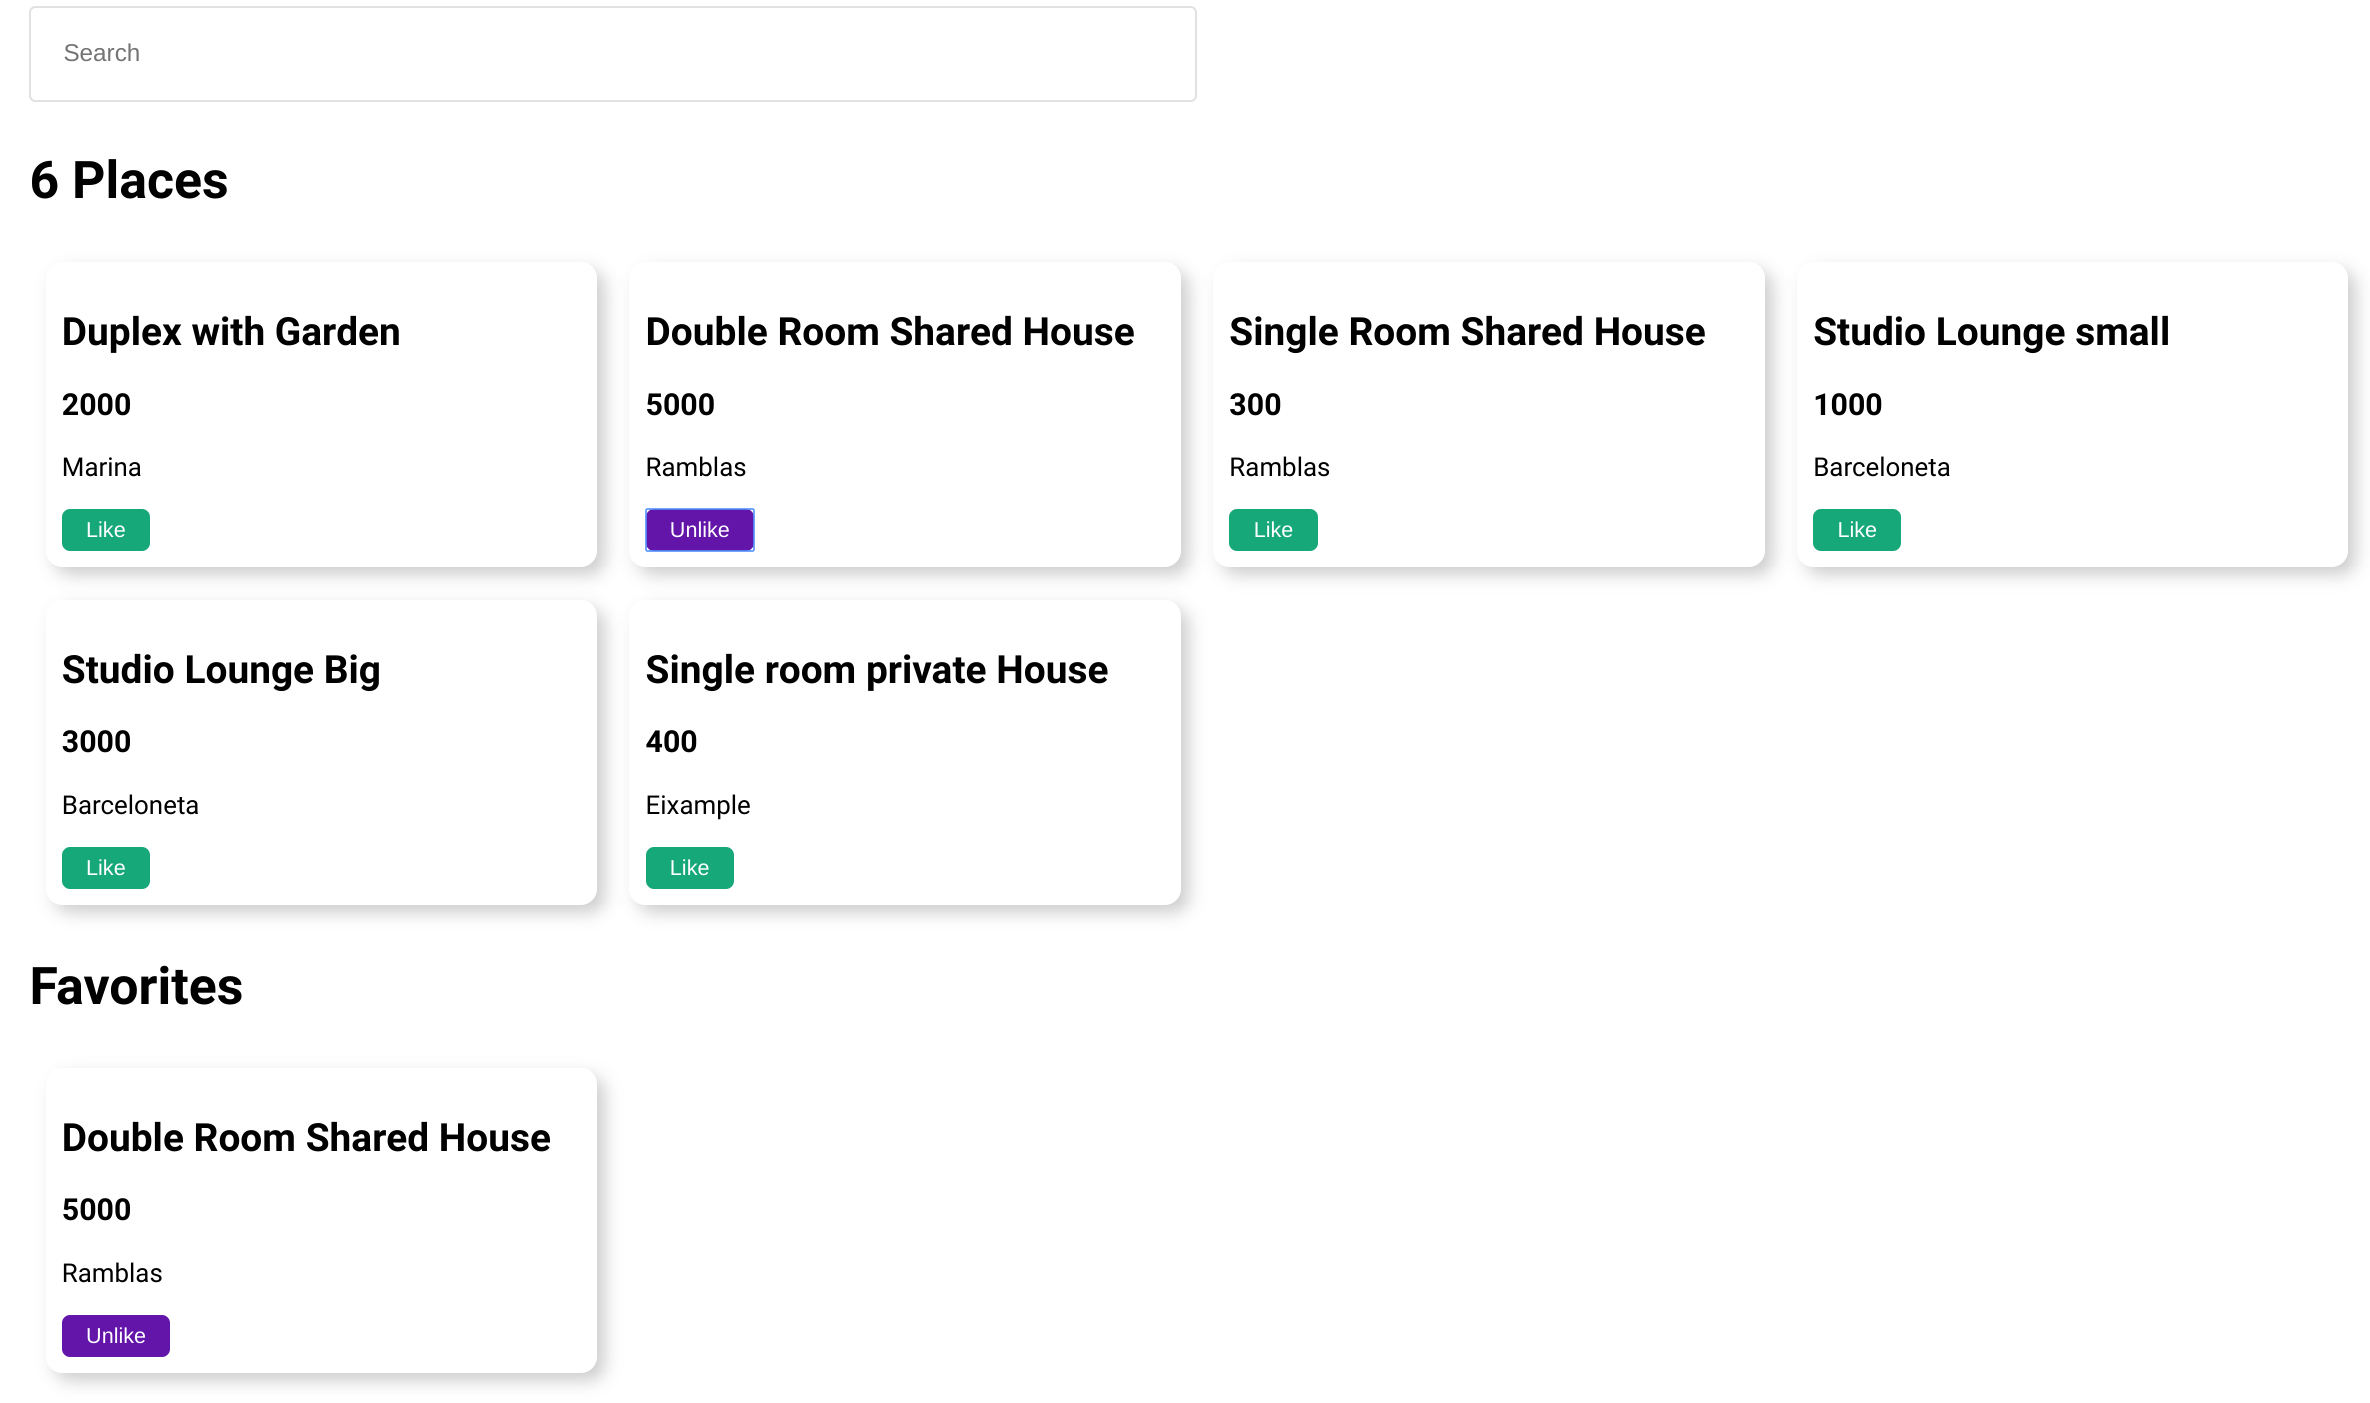 Search
6 Places
Duplex with Garden
2000
Marina
Like
Double Room Shared House
5000
Ramblas
Unlike
Single Room Shared House
300
Ramblas
Like
Studio Lounge small
1000
Barceloneta
Like
Studio Lounge Big
3000
Barceloneta
Like
Single room private House
400
Eixample
Like
Favorites
Double Room Shared House
5000
Ramblas
Unlike